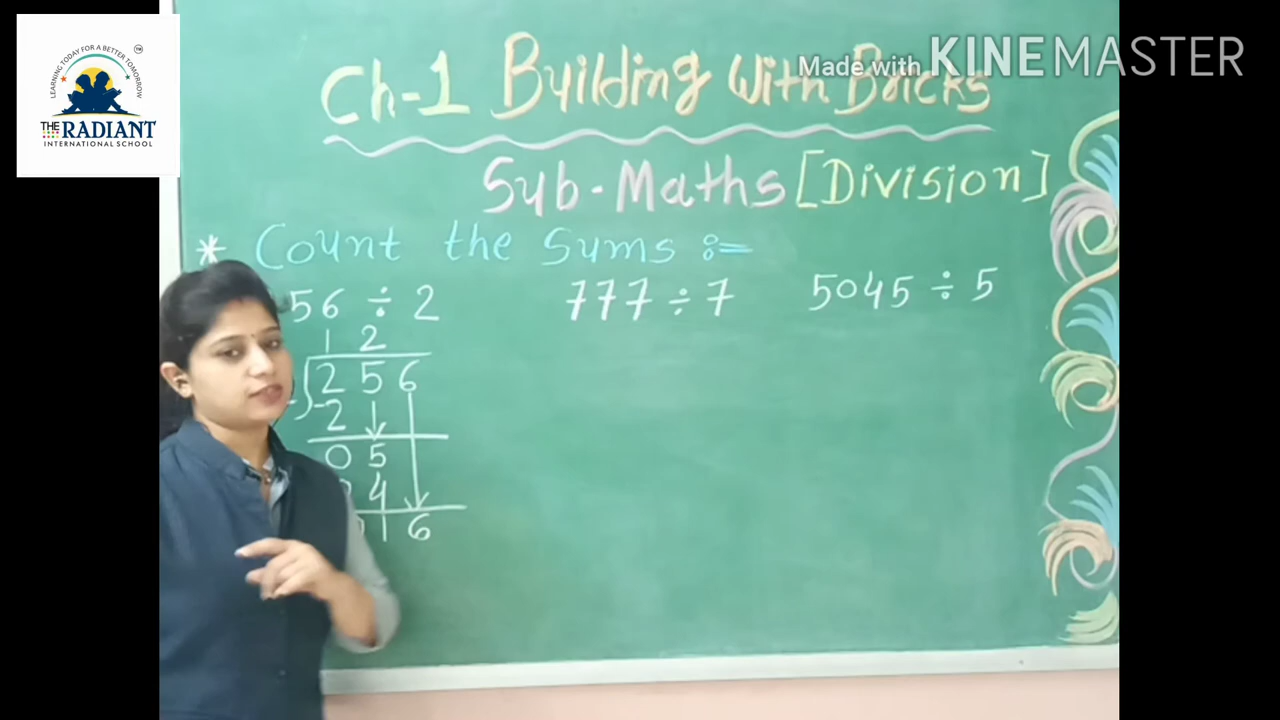 LEARNING TODAY FOR A BETTER TOMORROW
TM
THE RADIANT
INTERNATIONAL SCHOOL
Made with KINEMASTER
Ch-1 Building With Bricks
Sub-Maths [Division]
* Count the Sums :=
56 ÷ 2 777 ÷ 7 5045 ÷ 5
1 2
2 5 6
-2
0 5
4
1 6